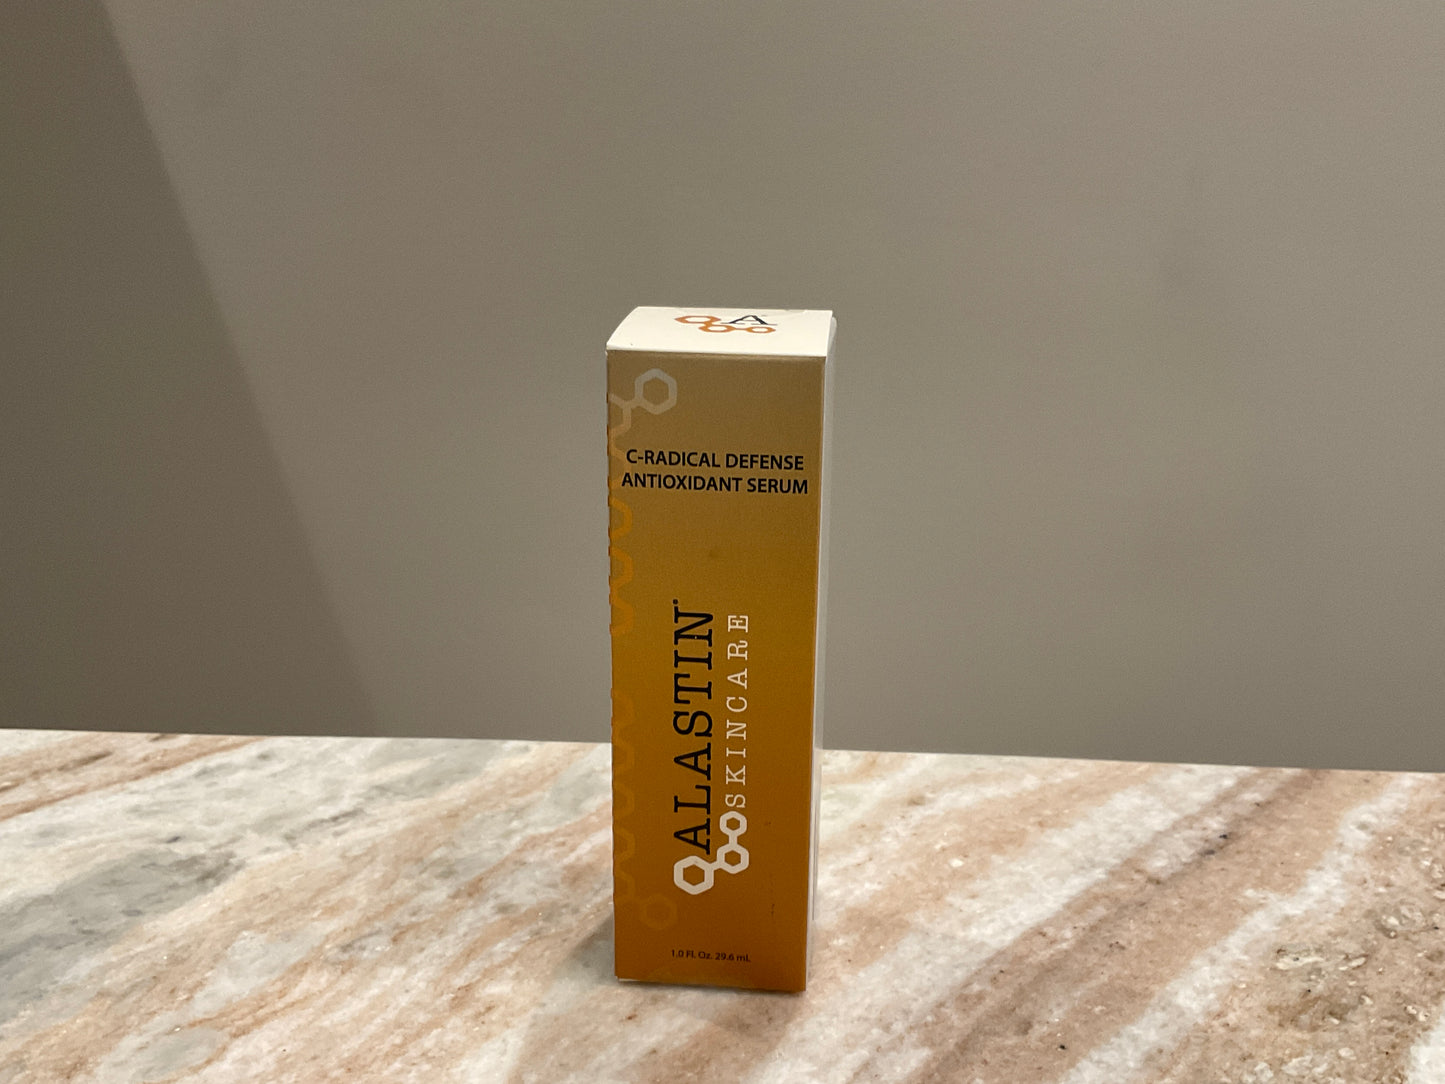 A
C-RADICAL DEFENSE
ANTIOXIDANT SERUM
ALASTIN®
SKINCARE
1.0 Fl. Oz. 29.6 mL